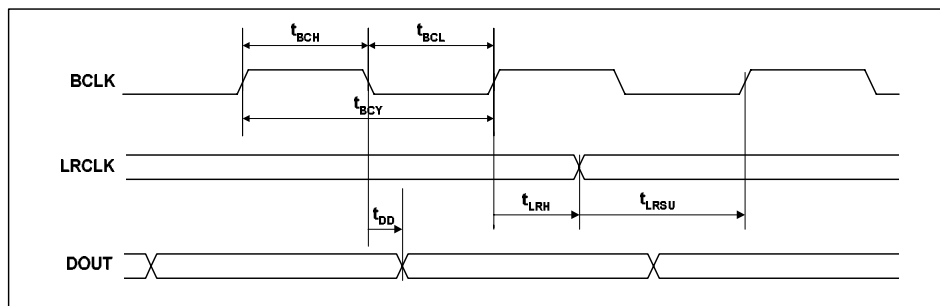 tBCH tBCL
BCLK
tBCY
LRCLK
tLRH tLRSU
tDD
DOUT